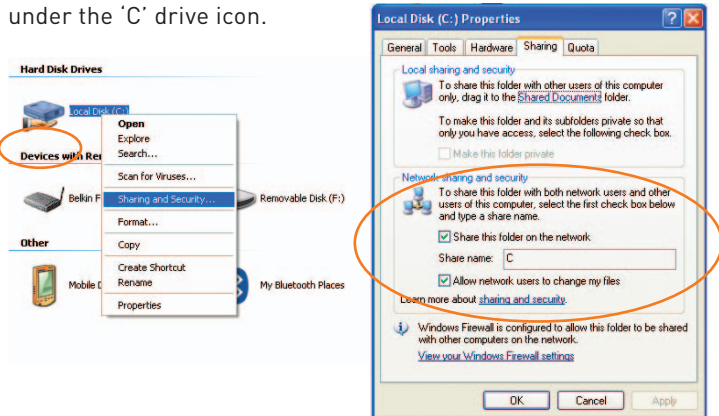 under the ‘C’ drive icon.
Hard Disk Drives
Local Disk (C:)
Open
Explore
Search...
Scan for Viruses...
Sharing and Security...
Format...
Copy
Create Shortcut
Rename
Properties
Devices with Re
Belkin F
Removable Disk (F:)
Other
Mobile D
My Bluetooth Places
Local Disk (C:) Properties
General Tools Hardware Sharing Quota
Local sharing and security
To share this folder with other users of this computer
only, drag it to the Shared Documents folder.
To make this folder and its subfolders private so that
only you have access, select the following check box.
Make this folder private
Network sharing and security
To share this folder with both network users and other
users of this computer, select the first check box below
and type a share name.
Share this folder on the network
Share name: C
Allow network users to change my files
Learn more about sharing and security.
Windows Firewall is configured to allow this folder to be shared
with other computers on the network.
View your Windows Firewall settings
OK Cancel Apply